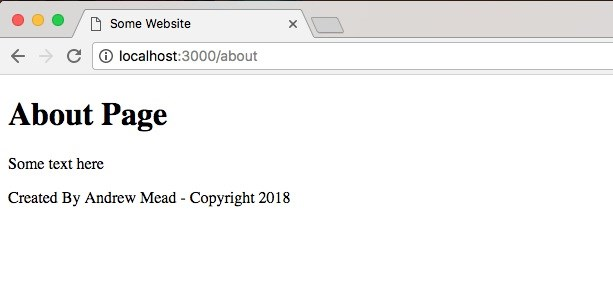 Some Website
localhost:3000/about
About Page
Some text here
Created By Andrew Mead - Copyright 2018